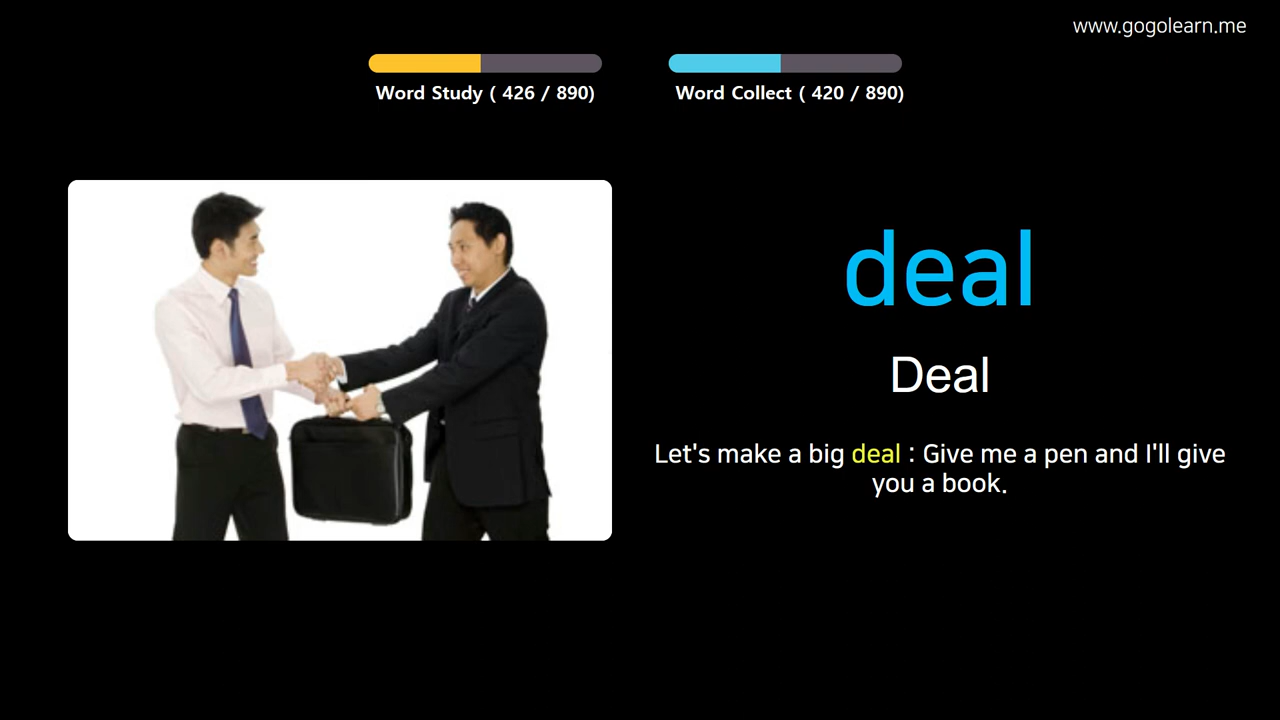 www.gogolearn.me
Word Study ( 426 / 890)
Word Collect ( 420 / 890)
deal
Deal
Let's make a big deal : Give me a pen and I'll give
you a book.